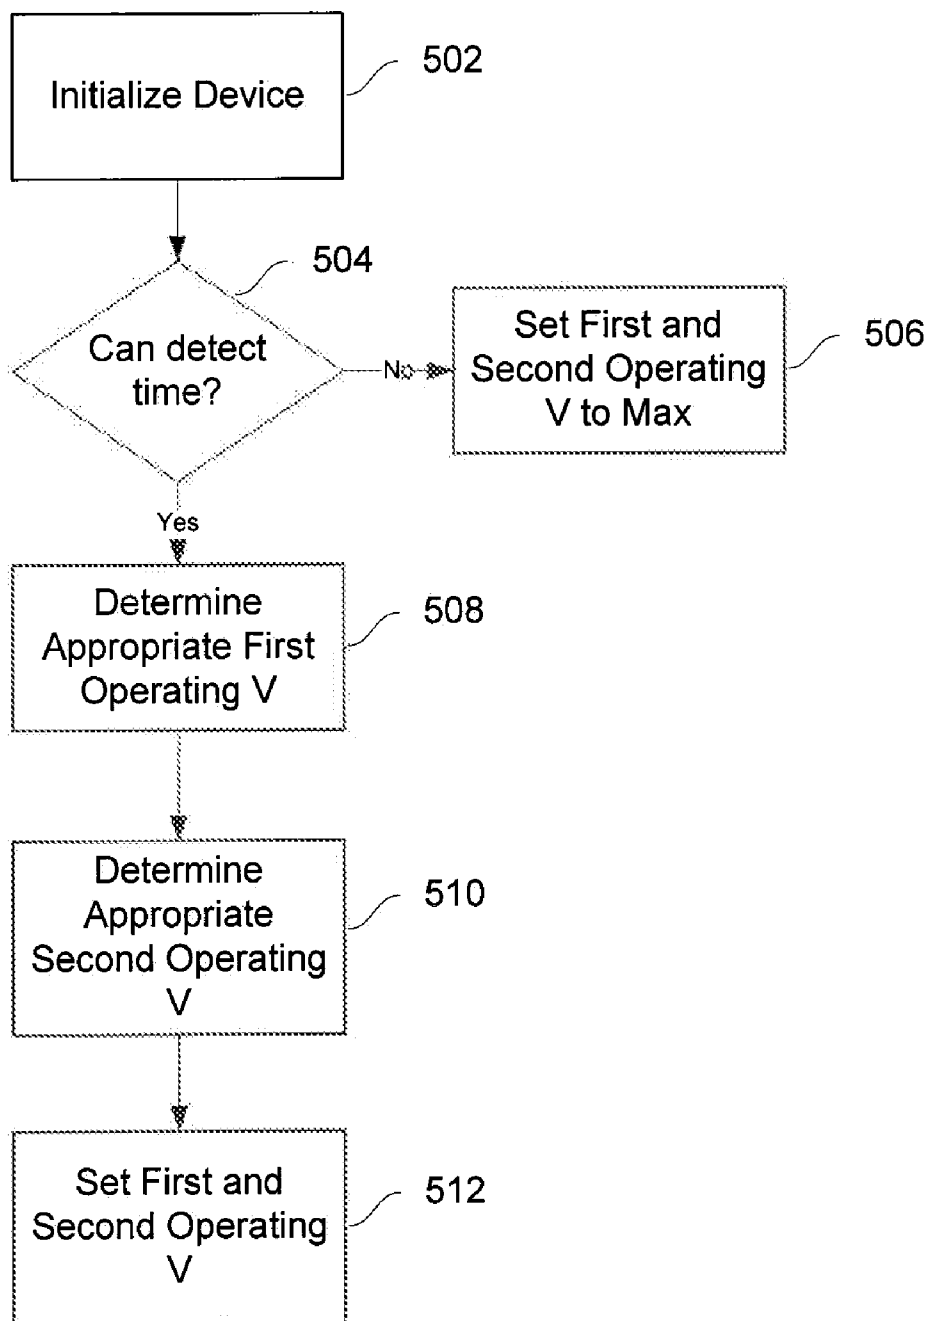 Initialize Device
502
504
Can detect
time?
No
Set First and
Second Operating
V to Max
506
Yes
Determine
Appropriate First
Operating V
508
Determine
Appropriate
Second Operating
V
510
Set First and
Second Operating
V
512